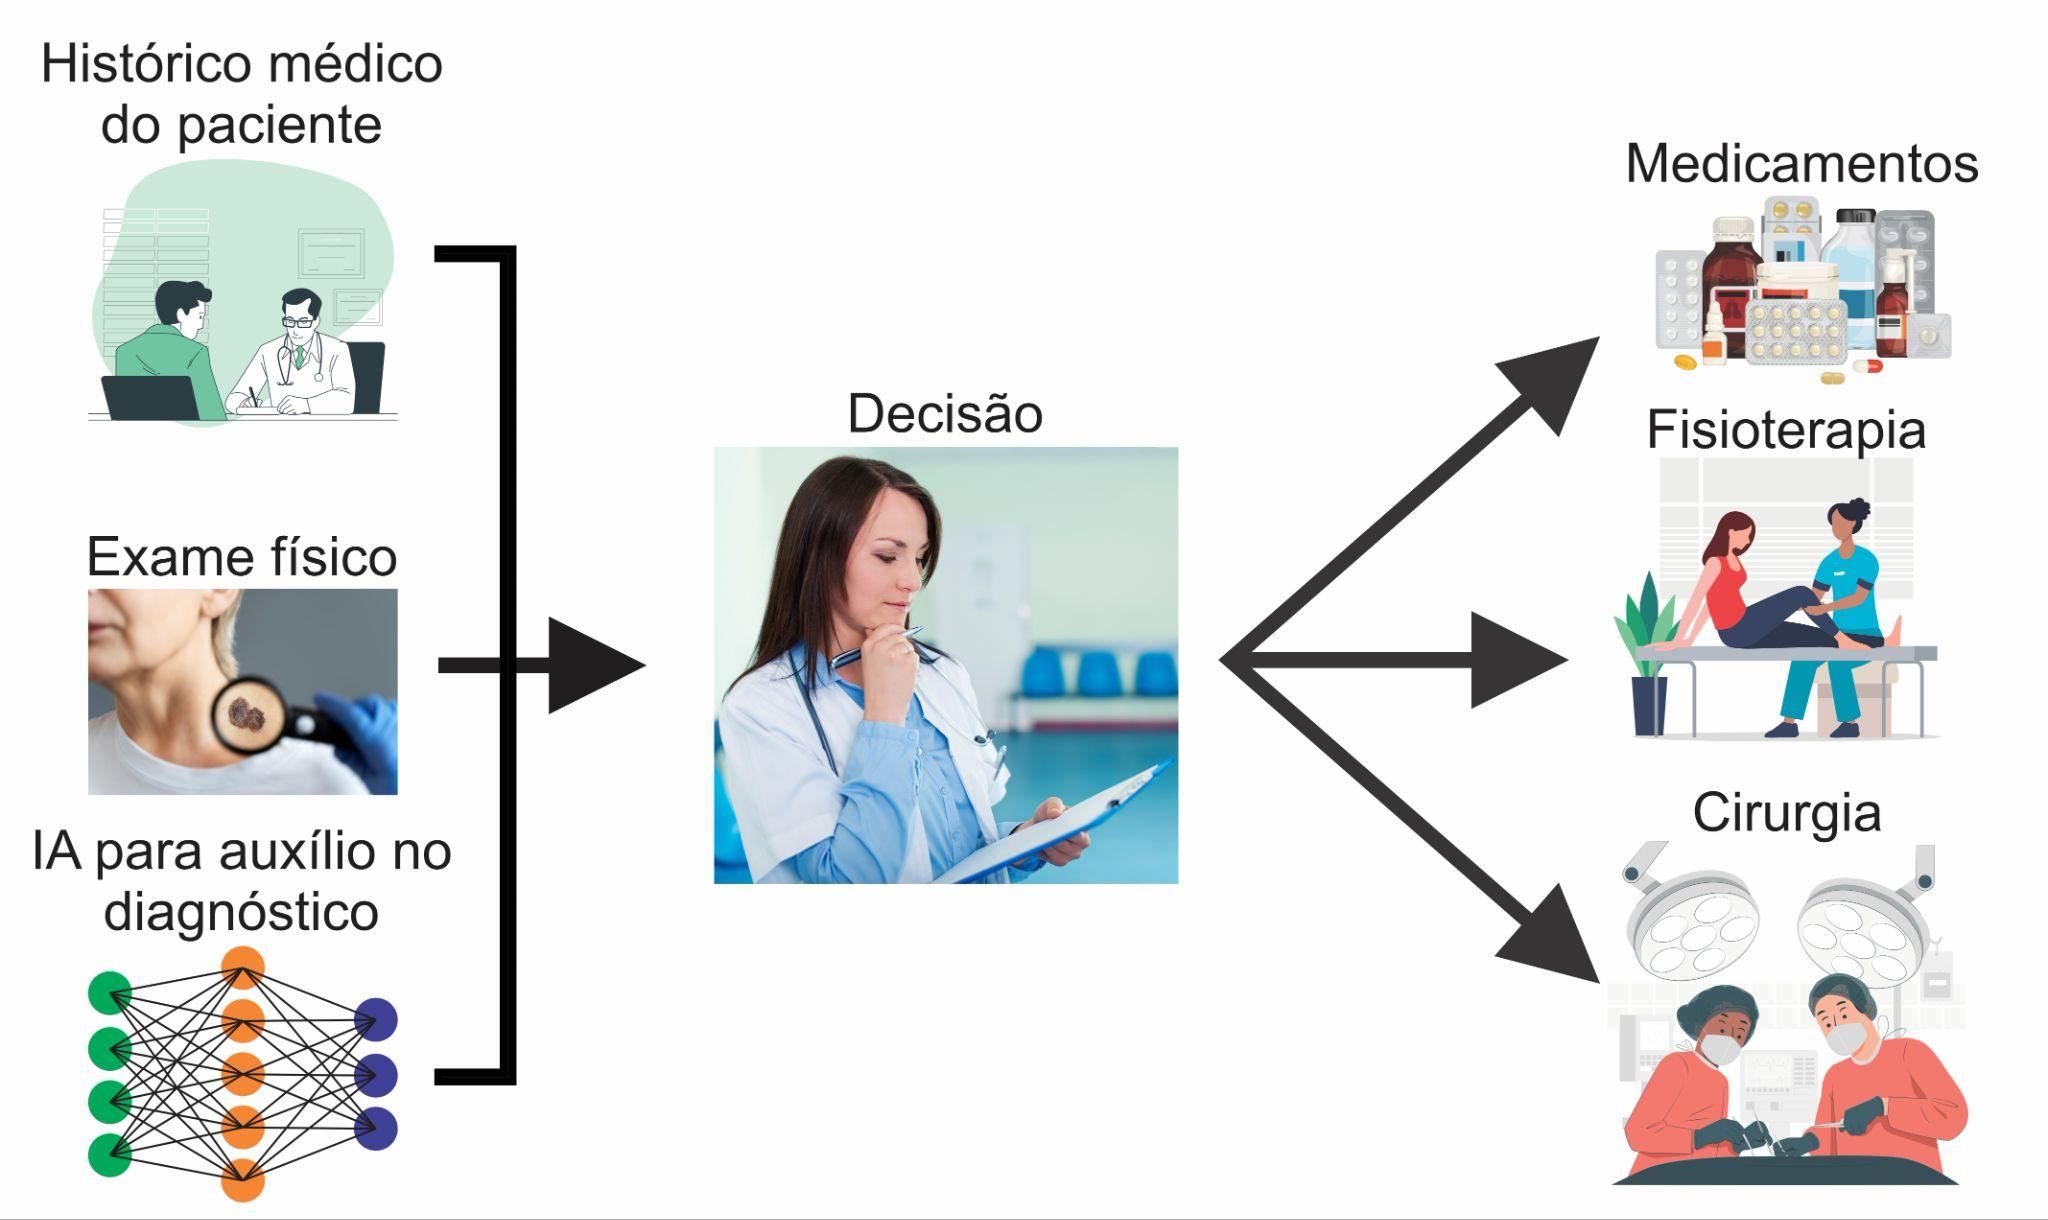 Histórico médico
do paciente
Exame físico
IA para auxílio no
diagnóstico
Decisão
Medicamentos
Fisioterapia
Cirurgia